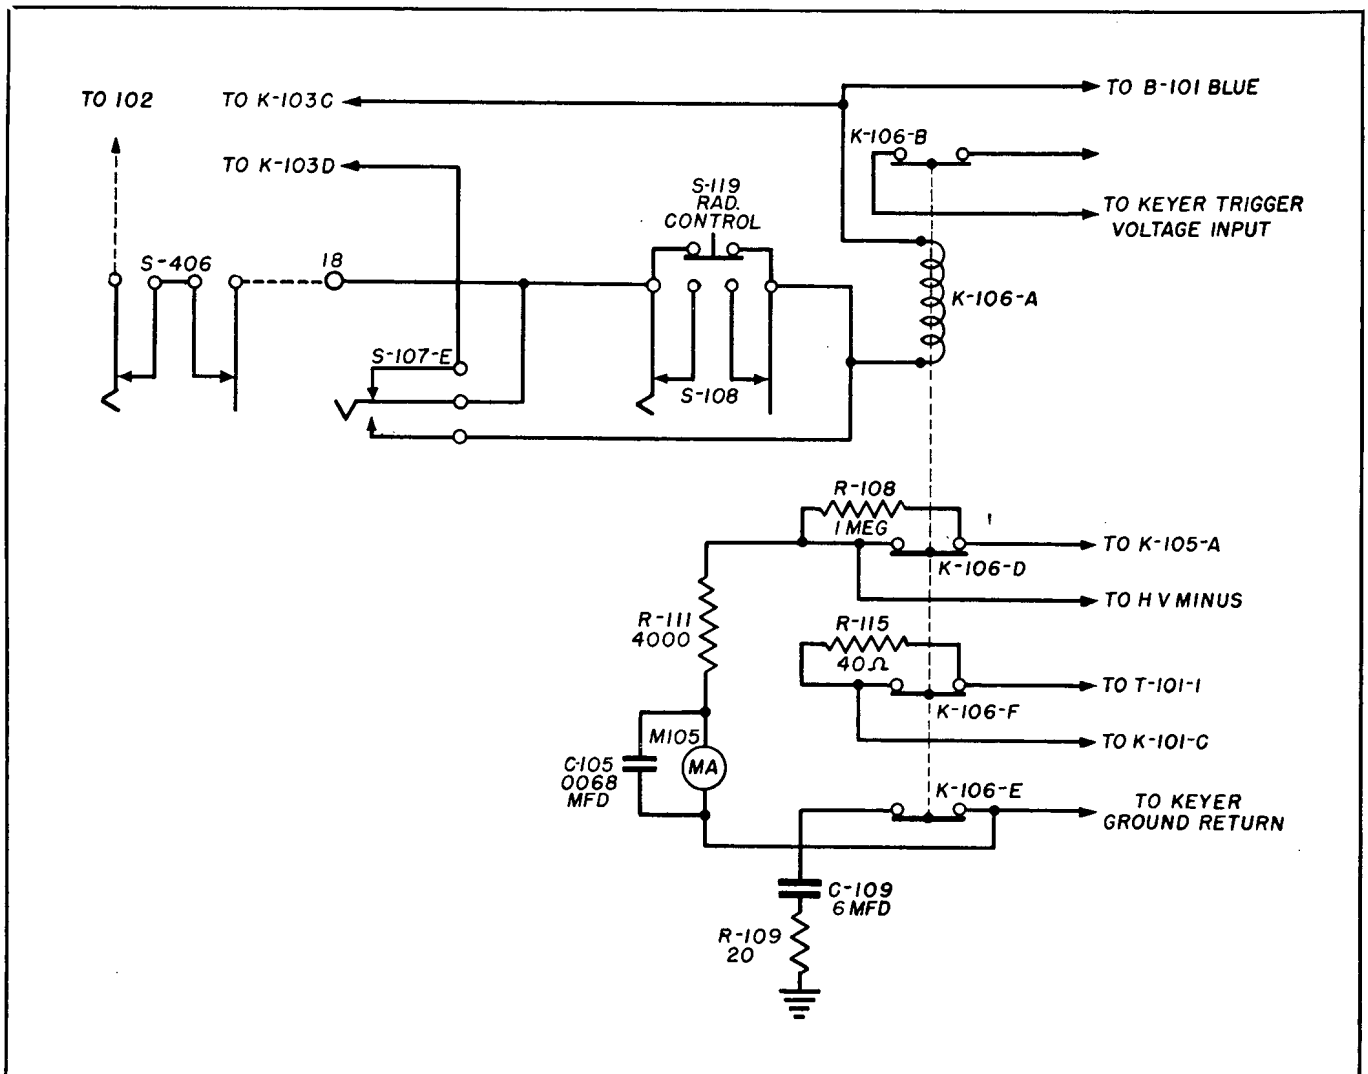 TO 102
TO K-103C
TO B-101 BLUE
K-106-B
TO K-103D
S-119
RAD.
CONTROL
TO KEYER TRIGGER
VOLTAGE INPUT
S-406
18
K-106-A
S-107-E
S-108
R-108
1 MEG
TO K-105-A
K-106-D
TO H V MINUS
R-111
4000
R-115
40Ω
TO T-101-1
K-106-F
M105
TO K-101-C
C-105
0068
MFD
MA
K-106-E
TO KEYER
GROUND RETURN
C-109
6 MFD
R-109
20